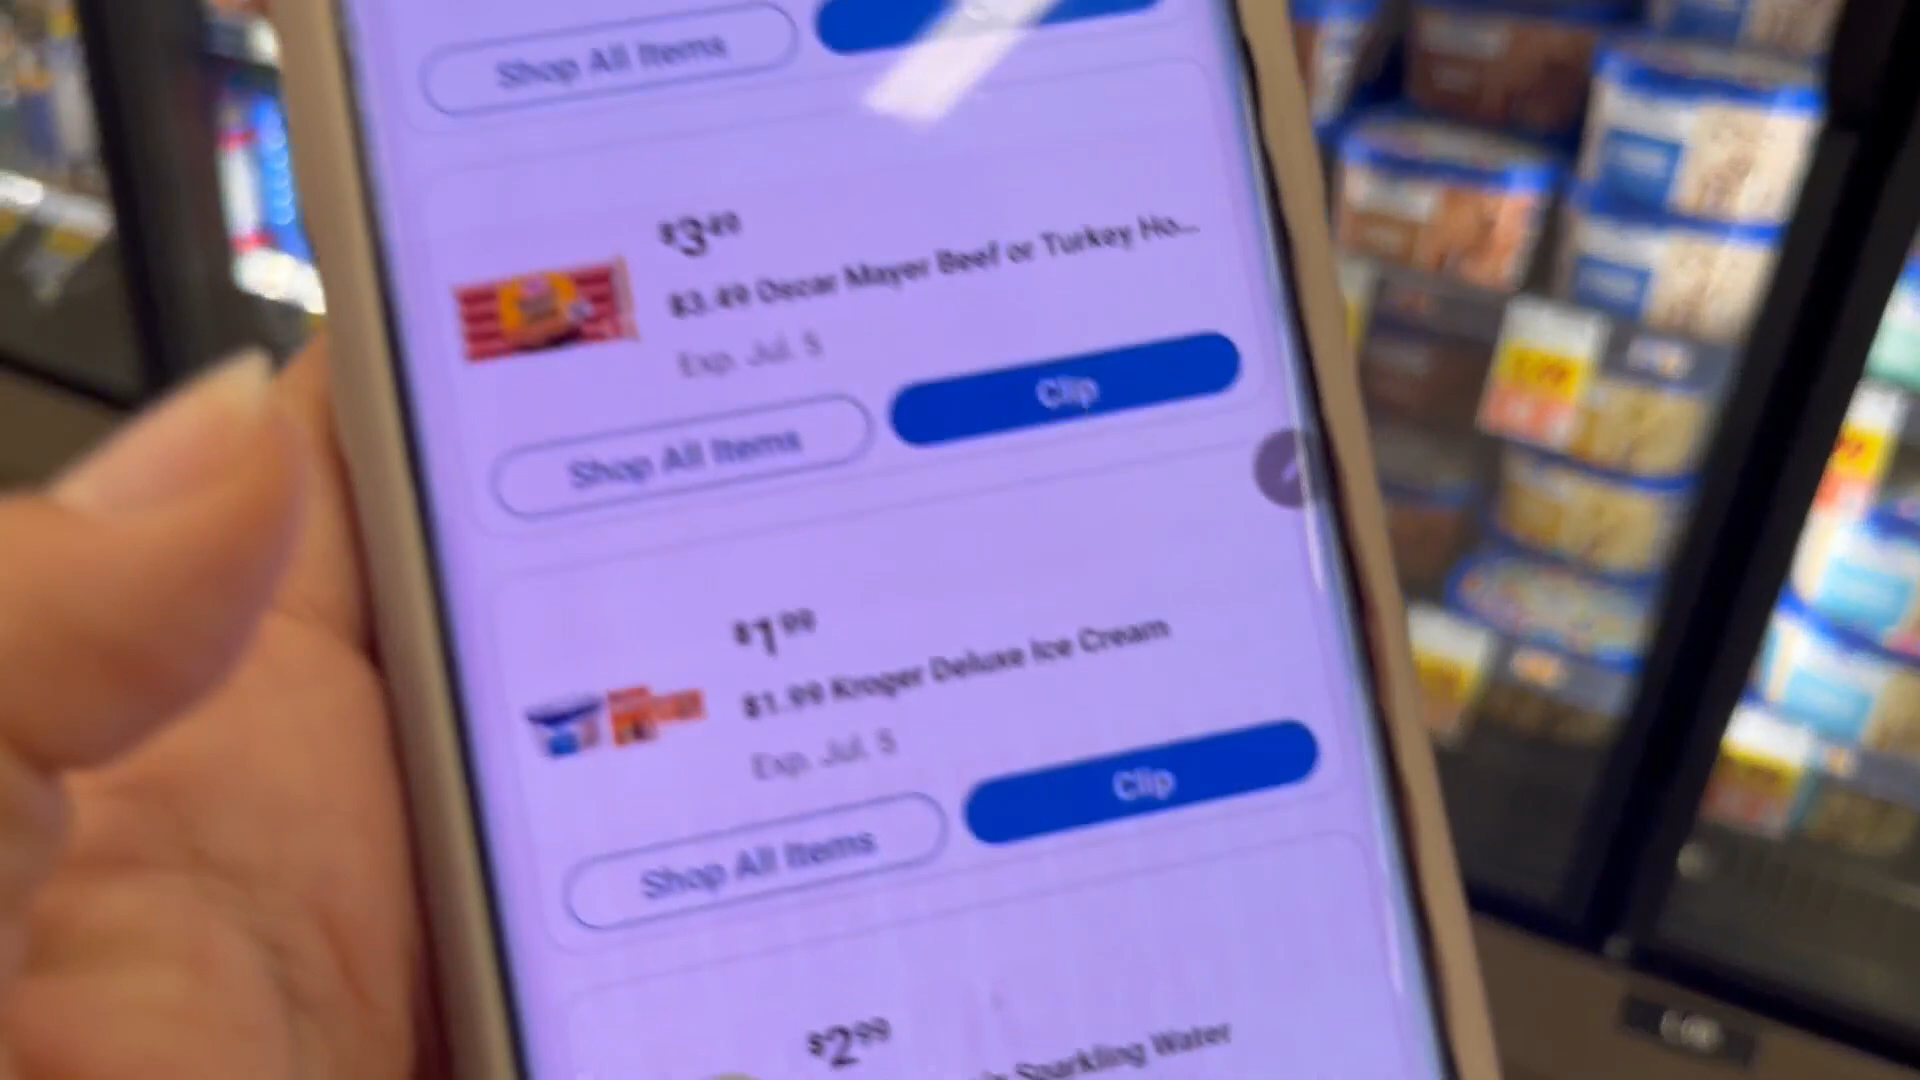 Shop All Items
$3.49
$3.49 Oscar Mayer Beef or Turkey Ho...
Exp. Jul. 5
Shop All Items
Clip
$1.99
$1.99 Kroger Deluxe Ice Cream
Exp. Jul. 5
Shop All Items
Clip
$2.99
Sparkling Water